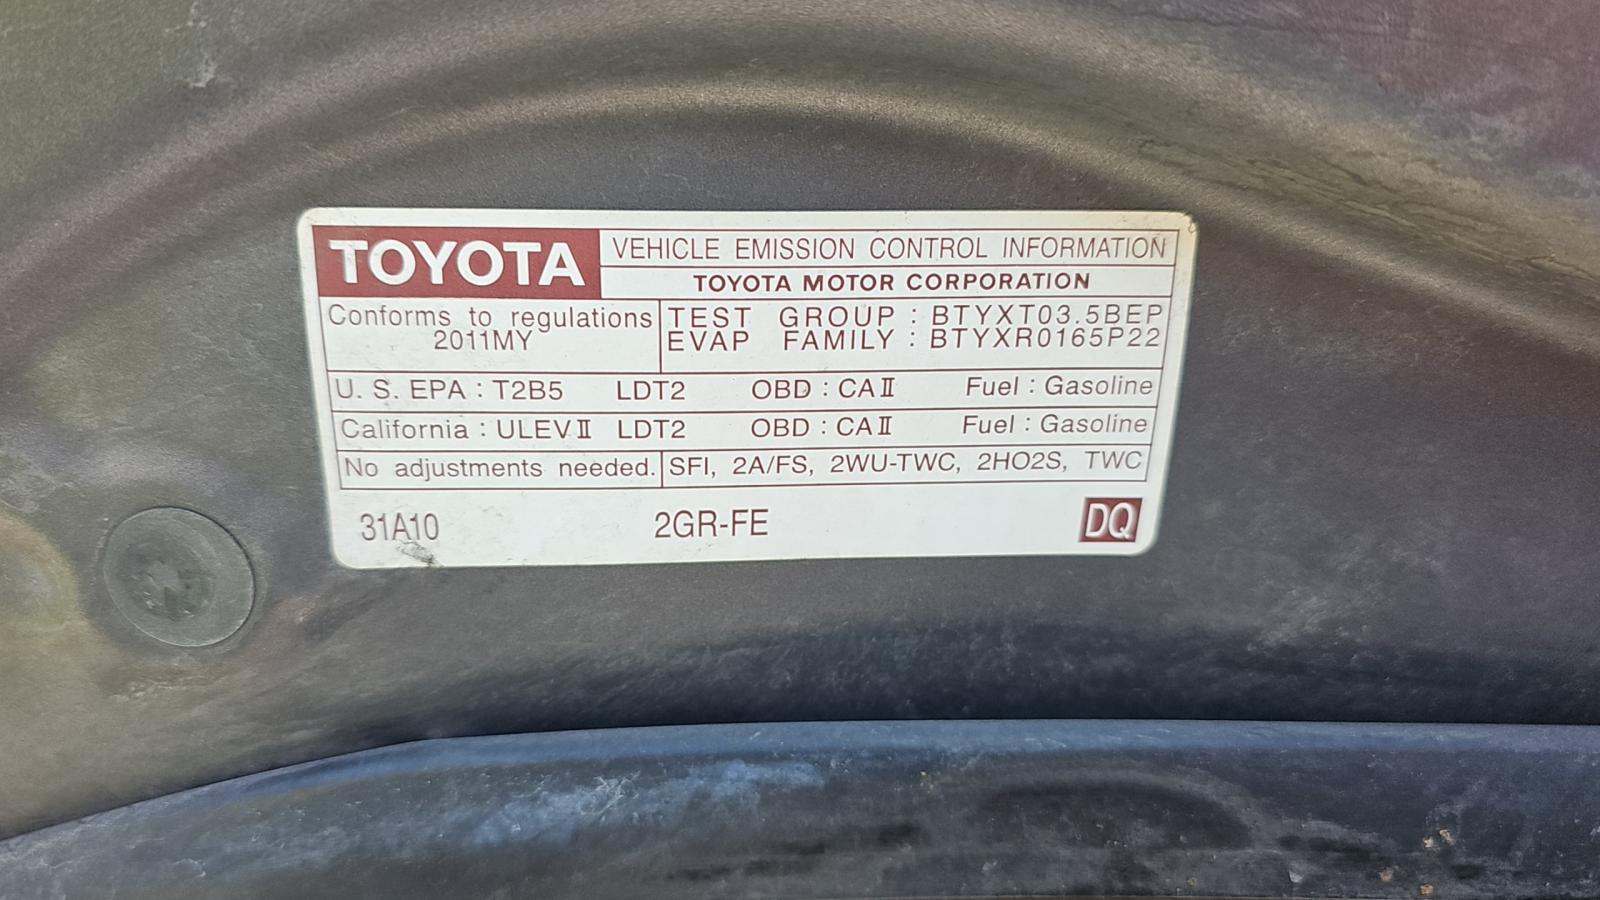 TOYOTA
VEHICLE EMISSION CONTROL INFORMATION
TOYOTA MOTOR CORPORATION
Conforms to regulations
2011MY
TEST GROUP : BTYXT03.5BEP
EVAP FAMILY : BTYXR0165P22
U. S. EPA : T2B5 LDT2 OBD : CAⅡ Fuel : Gasoline
California : ULEVⅡ LDT2 OBD : CAⅡ Fuel : Gasoline
No adjustments needed. SFI, 2A/FS, 2WU-TWC, 2HO2S, TWC
31A10 2GR-FE DQ